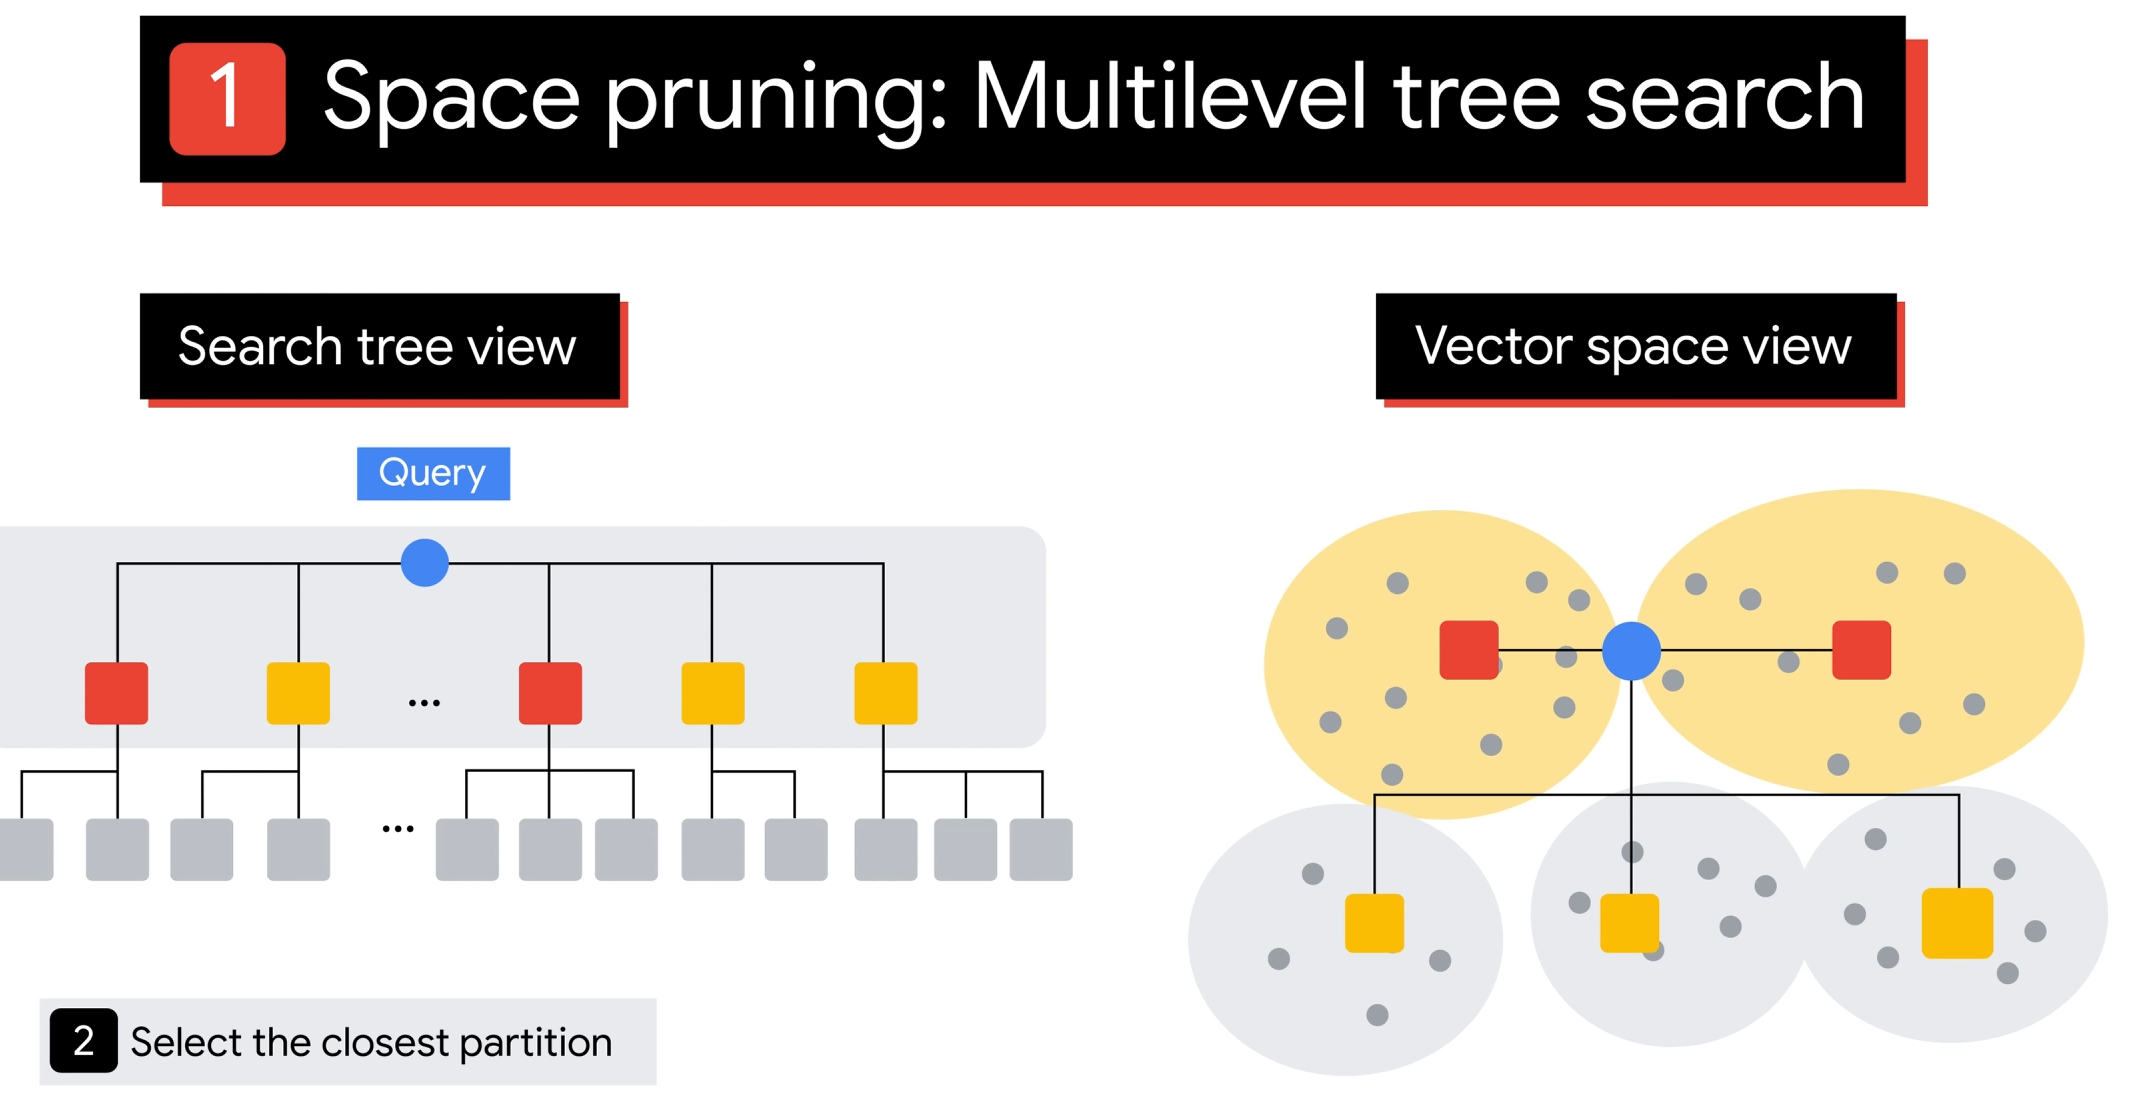 1 Space pruning: Multilevel tree search
Search tree view
Vector space view
Query
...
...
2 Select the closest partition